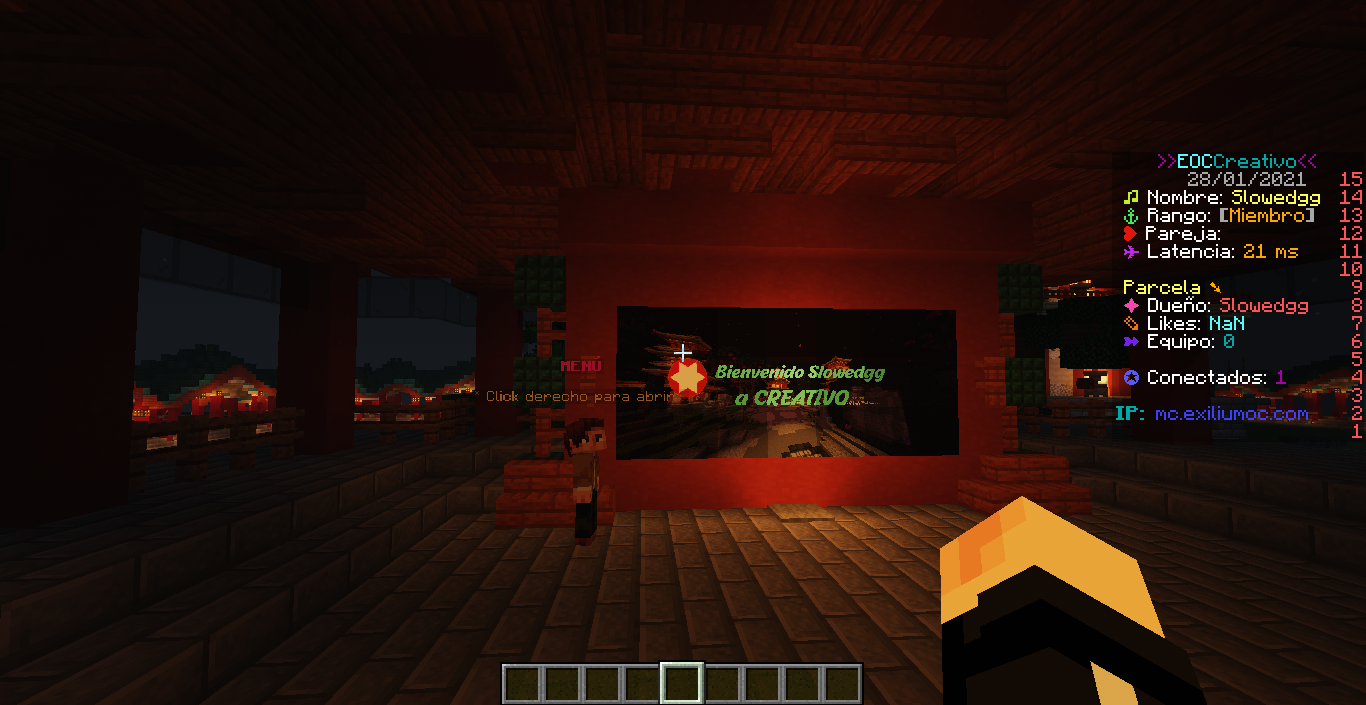 >>EOCCreativo<<
28/01/2021 15
Nombre: Slowedgg 14
Rango: [Miembro] 13
Pareja: 12
Latencia: 21 ms 11
10
Parcela 9
Dueño: Slowedgg 8
Likes: NaN 7
Equipo: 0 6
5
Conectados: 1 4
3
IP: mc.exiliumoc.com 2
1
MENU
Click derecho para abrir
Bienvenido Slowedgg
a CREATIVO